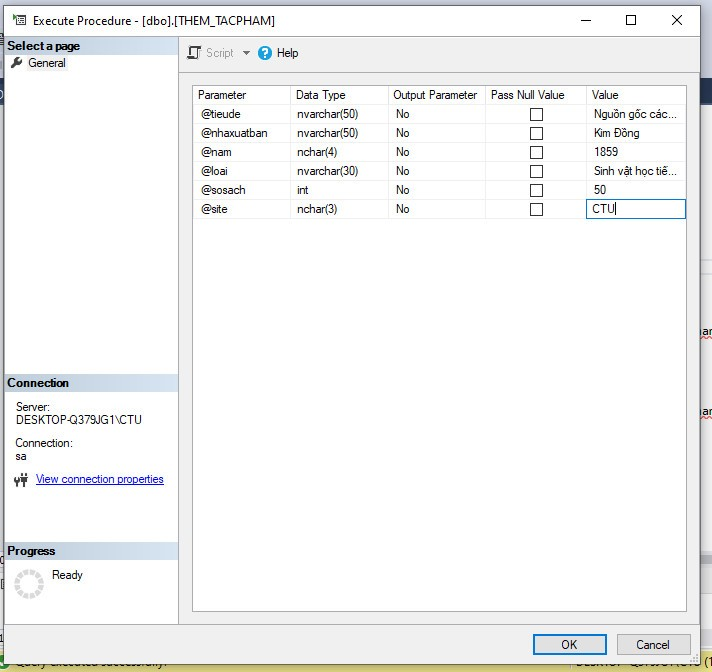 Execute Procedure - [dbo].[THEM_TACPHAM]
Select a page
General
Script
Help
Parameter Data Type Output Parameter Pass Null Value Value
@tieude nvarchar(50) No Nguồn gốc các...
@nhaxuatban nvarchar(50) No Kim Đồng
@nam nchar(4) No 1859
@loai nvarchar(30) No Sinh vật học tiế...
@sosach int No 50
@site nchar(3) No CTU
Connection
Server:
DESKTOP-Q379JG1\CTU
Connection:
sa
View connection properties
Progress
Ready
OK Cancel
Query executed successfully.